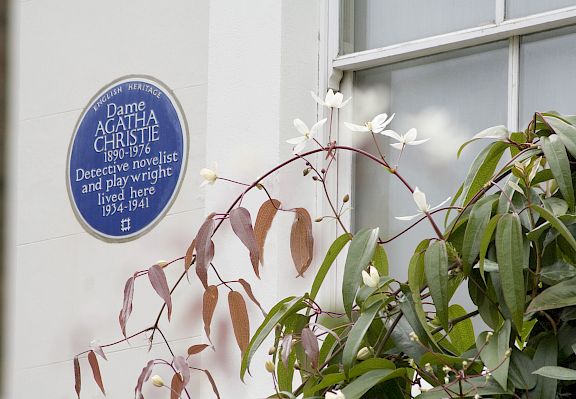 ENGLISH HERITAGE
Dame
AGATHA
CHRISTIE
1890-1976
Detective novelist
and playwright
lived here
1934-1941